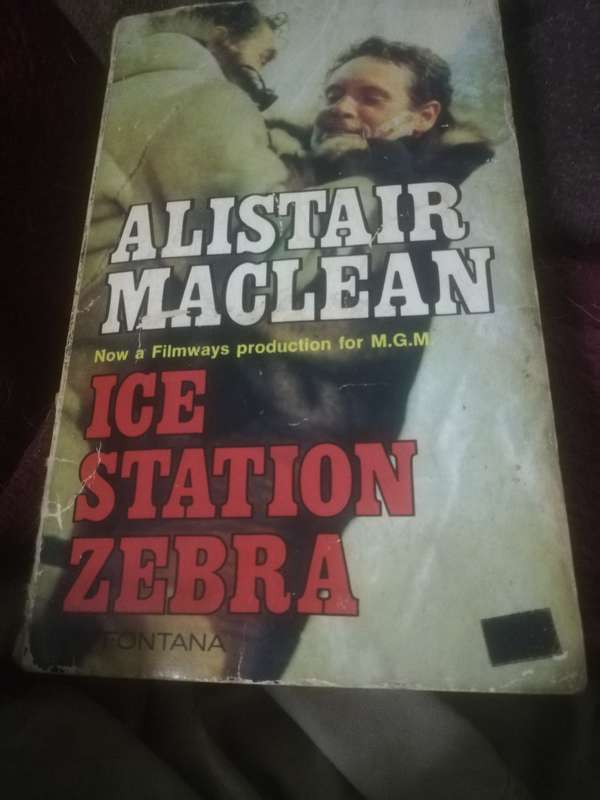 ALISTAIR
MACLEAN
Now a Filmways production for M.G.M.
ICE
STATION
ZEBRA
FONTANA